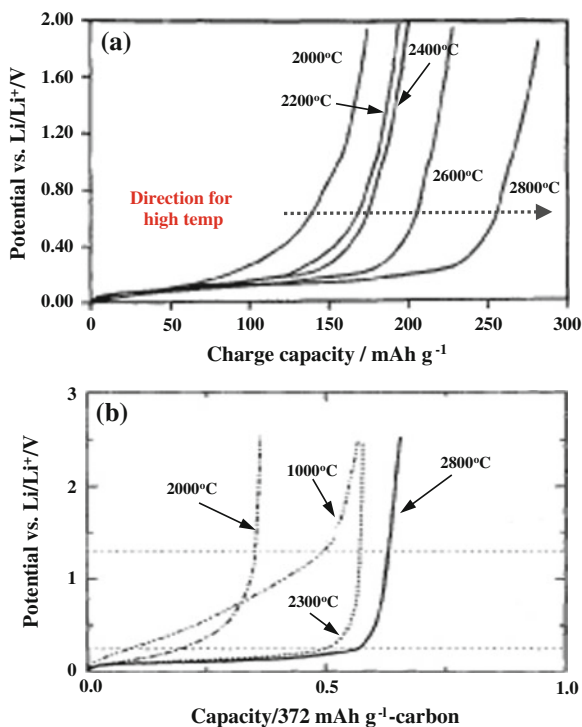 (a)
Potential vs. Li/Li⁺/V
2.00
1.60
1.20
0.80
0.40
0.00
2000°C
2400°C
2200°C
2600°C
2800°C
Direction for
high temp
0 50 100 150 200 250 300
Charge capacity / mAh g⁻¹
(b)
Potential vs. Li/Li⁺/V
3
2
1
0
2000°C
1000°C
2800°C
2300°C
0.0 0.5 1.0
Capacity/372 mAh g⁻¹-carbon